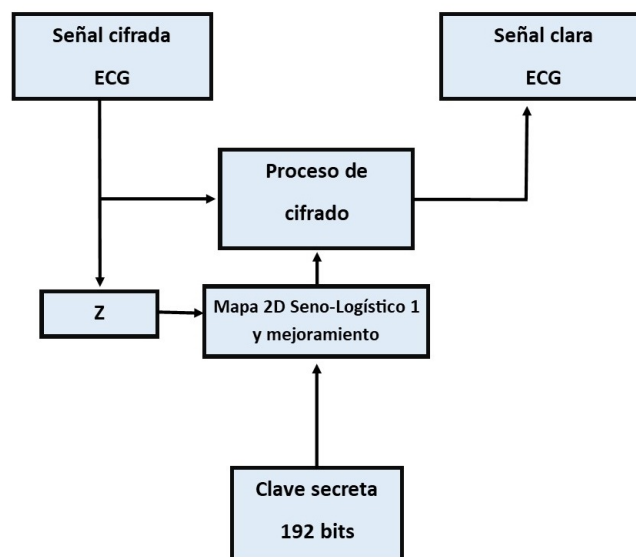 Señal cifrada
ECG
Señal clara
ECG
Proceso de
cifrado
Z
Mapa 2D Seno-Logístico 1
y mejoramiento
Clave secreta
192 bits